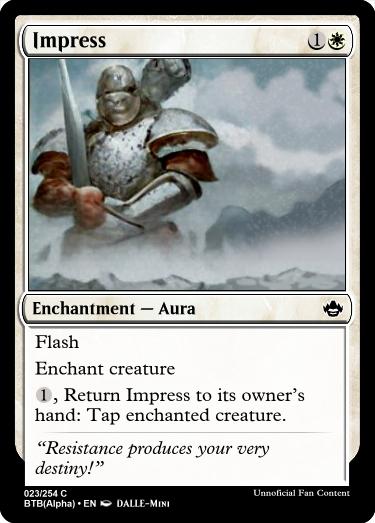 Impress 1
Enchantment — Aura
Flash
Enchant creature
1, Return Impress to its owner's
hand: Tap enchanted creature.
“Resistance produces your very
destiny!”
023/254 C
BTB(Alpha) • EN DALLE-Mini
Unnofficial Fan Content